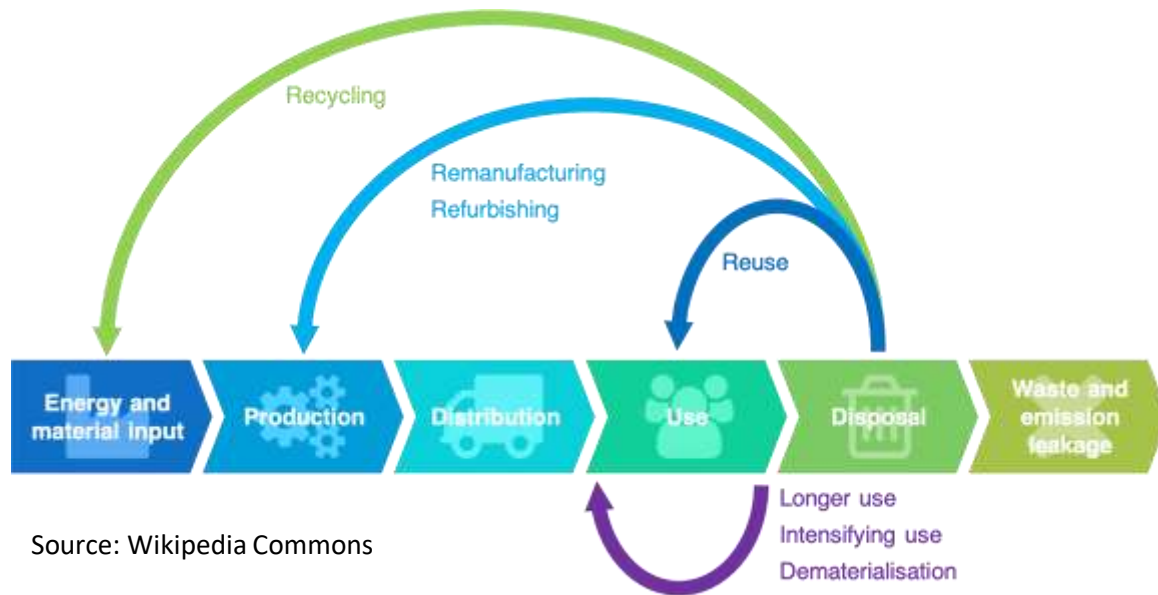 Recycling
Remanufacturing
Refurbishing
Reuse
Energy and
material input
Production
Distribution
Use
Disposal
Waste and
emission
leakage
Longer use
Intensifying use
Dematerialisation
Source: Wikipedia Commons